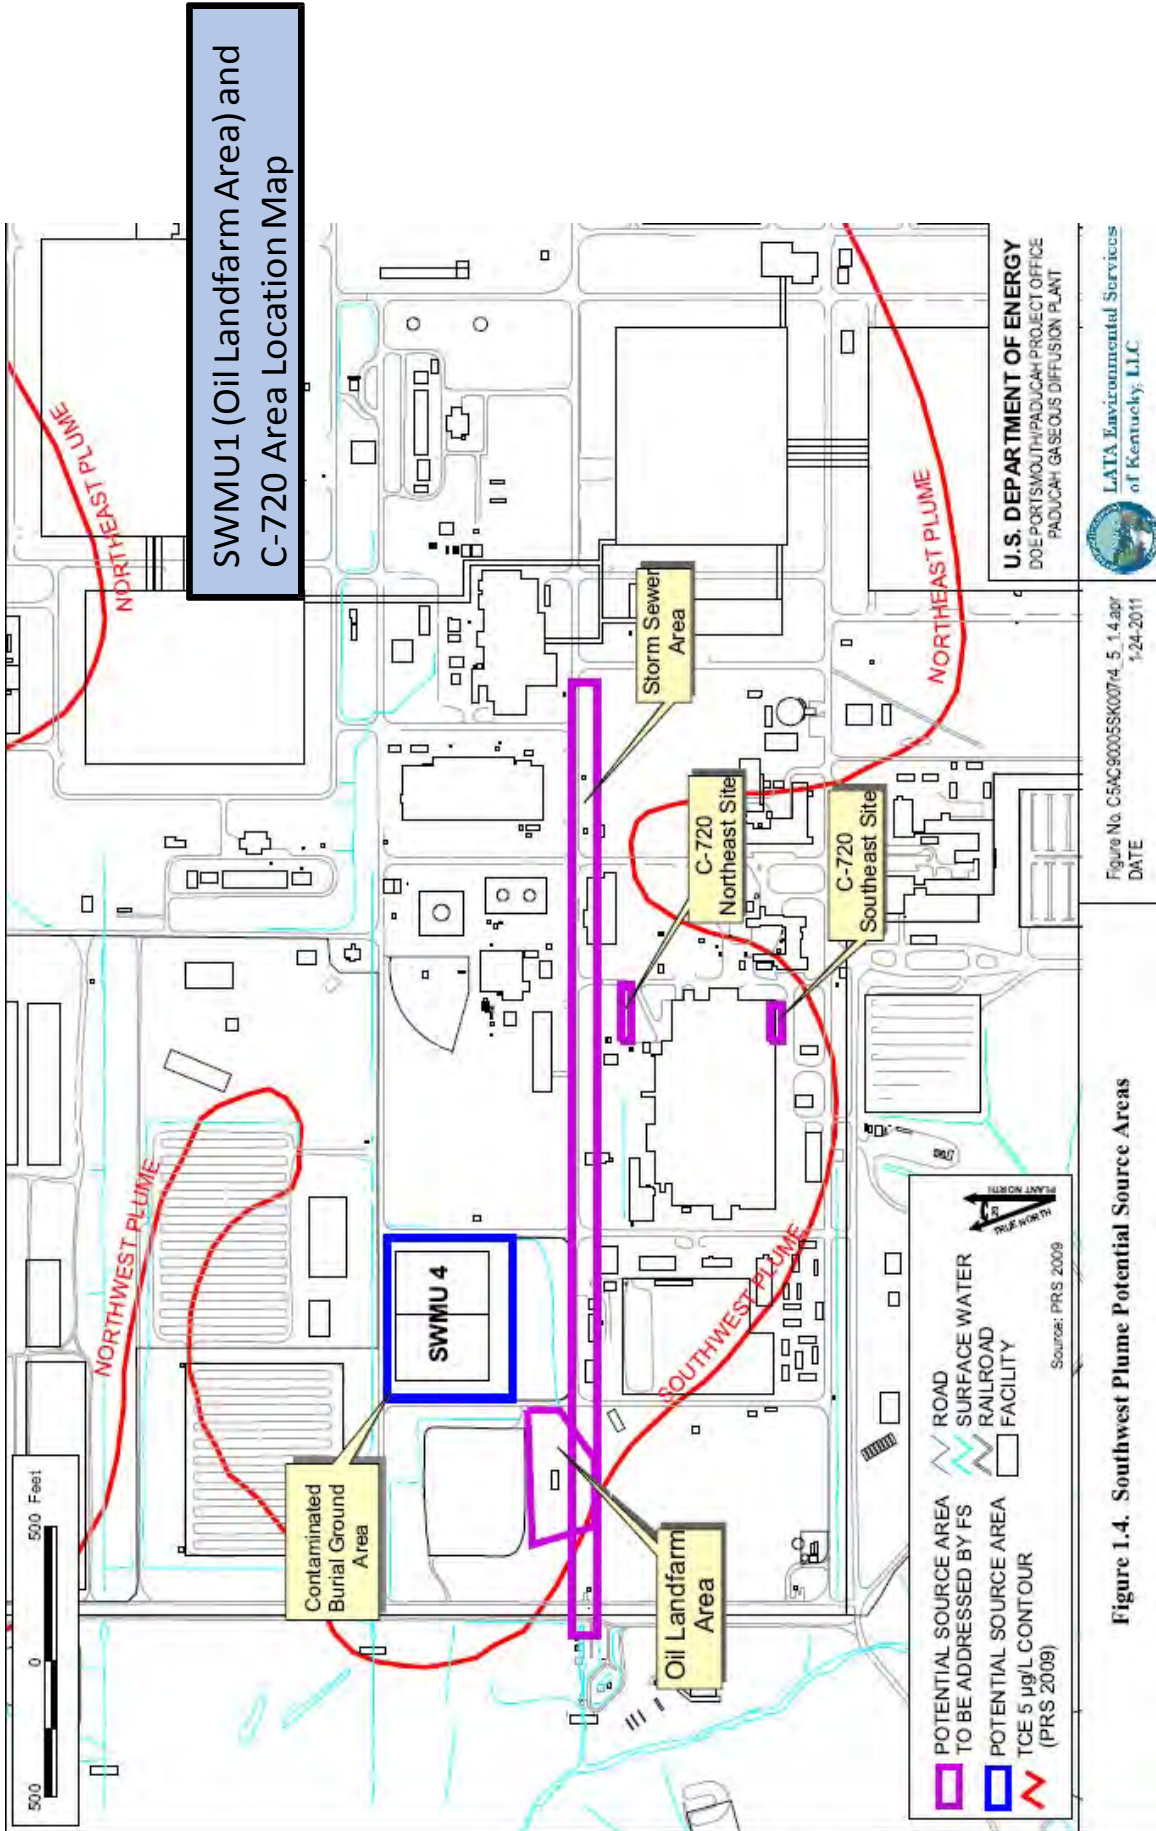 SWMU1 (Oil Landfarm Area) and
C-720 Area Location Map
500 0 500 Feet
NORTHWEST PLUME
NORTHEAST PLUME
Contaminated
Burial Ground
Area
SWMU 4
Storm Sewer
Area
C-720
Northeast Site
C-720
Southeast Site
Oil Landfarm
Area
SOUTHWEST PLUME
NORTHEAST PLUME
POTENTIAL SOURCE AREA
TO BE ADDRESSED BY FS
POTENTIAL SOURCE AREA
TCE 5 µg/L CONTOUR
(PRS 2009)
ROAD
SURFACE WATER
RAILROAD
FACILITY
TRUE NORTH
PLANT NORTH
Source: PRS 2009
U.S. DEPARTMENT OF ENERGY
DOE PORTSMOUTH/PADUCAH PROJECT OFFICE
PADUCAH GASEOUS DIFFUSION PLANT
LATA Environmental Services
of Kentucky, LLC
Figure No. C5AC90005SK007r4_5_1.4.apr
DATE 1-24-2011
Figure 1.4. Southwest Plume Potential Source Areas